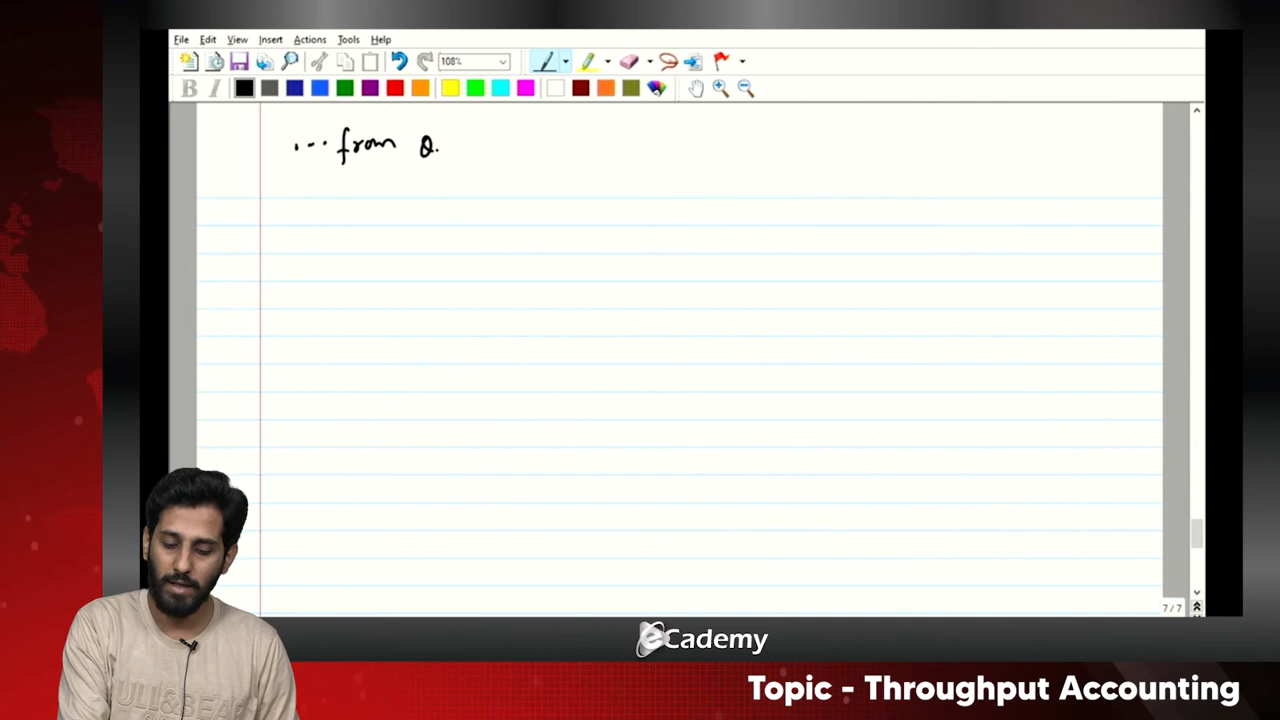 File Edit View Insert Actions Tools Help
108%
B I
... from Q.
7 / 7
eCademy
Topic - Throughput Accounting